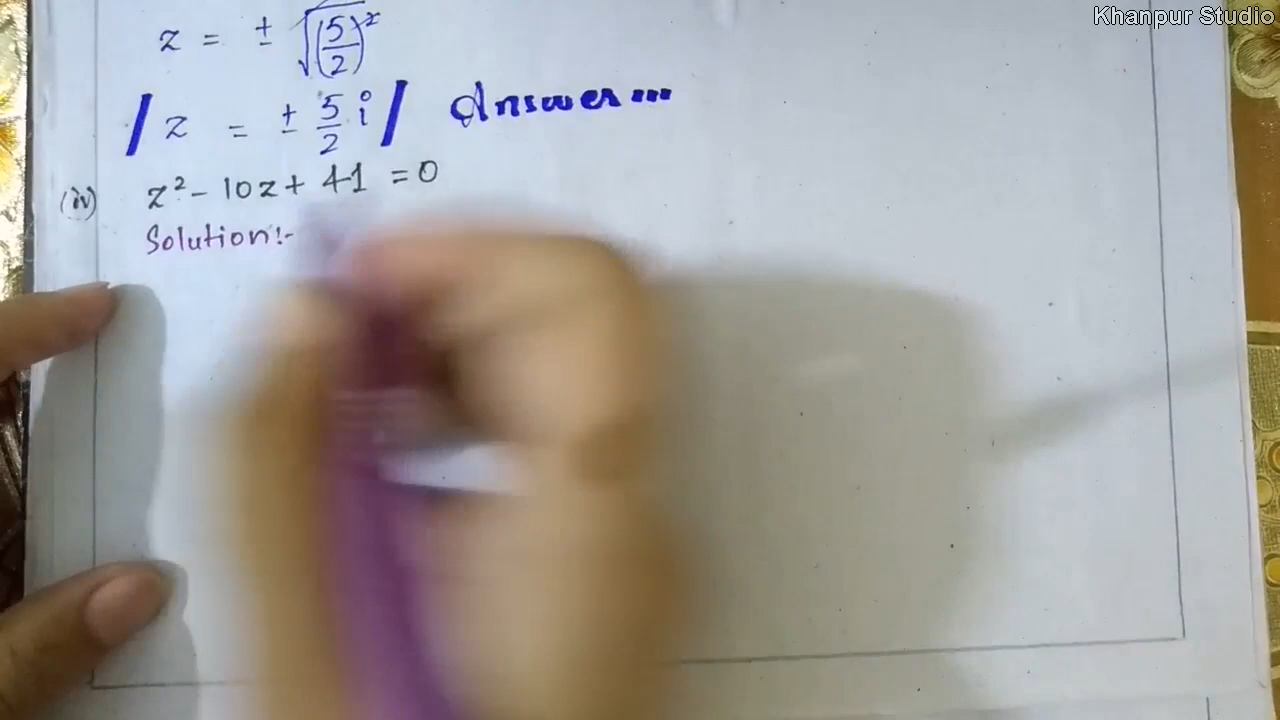 Khanpur Studio
z = ± √(5/2)²
/ z = ± 5/2 i / Answer...
(iv) z² - 10z + 41 = 0
Solution:-